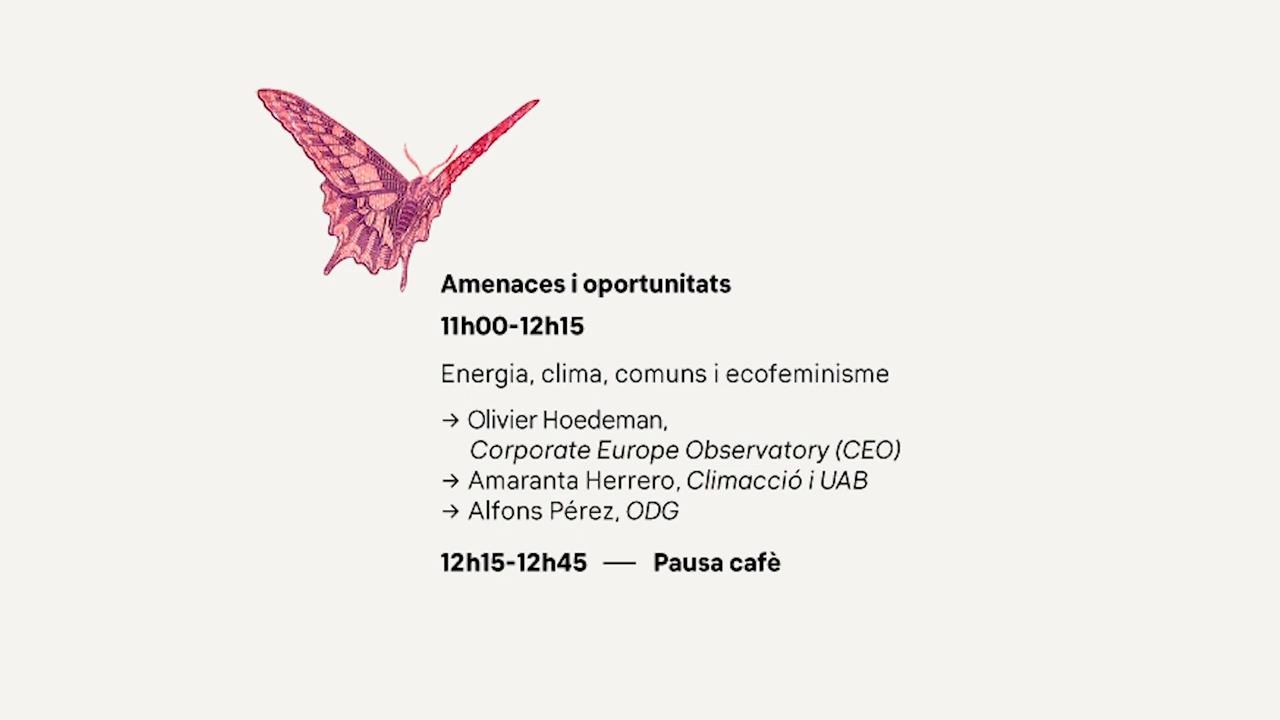 Amenaces i oportunitats
11h00-12h15
Energia, clima, comuns i ecofeminisme
→ Olivier Hoedeman,
Corporate Europe Observatory (CEO)
→ Amaranta Herrero, Climacció i UAB
→ Alfons Pérez, ODG
12h15-12h45 — Pausa cafè